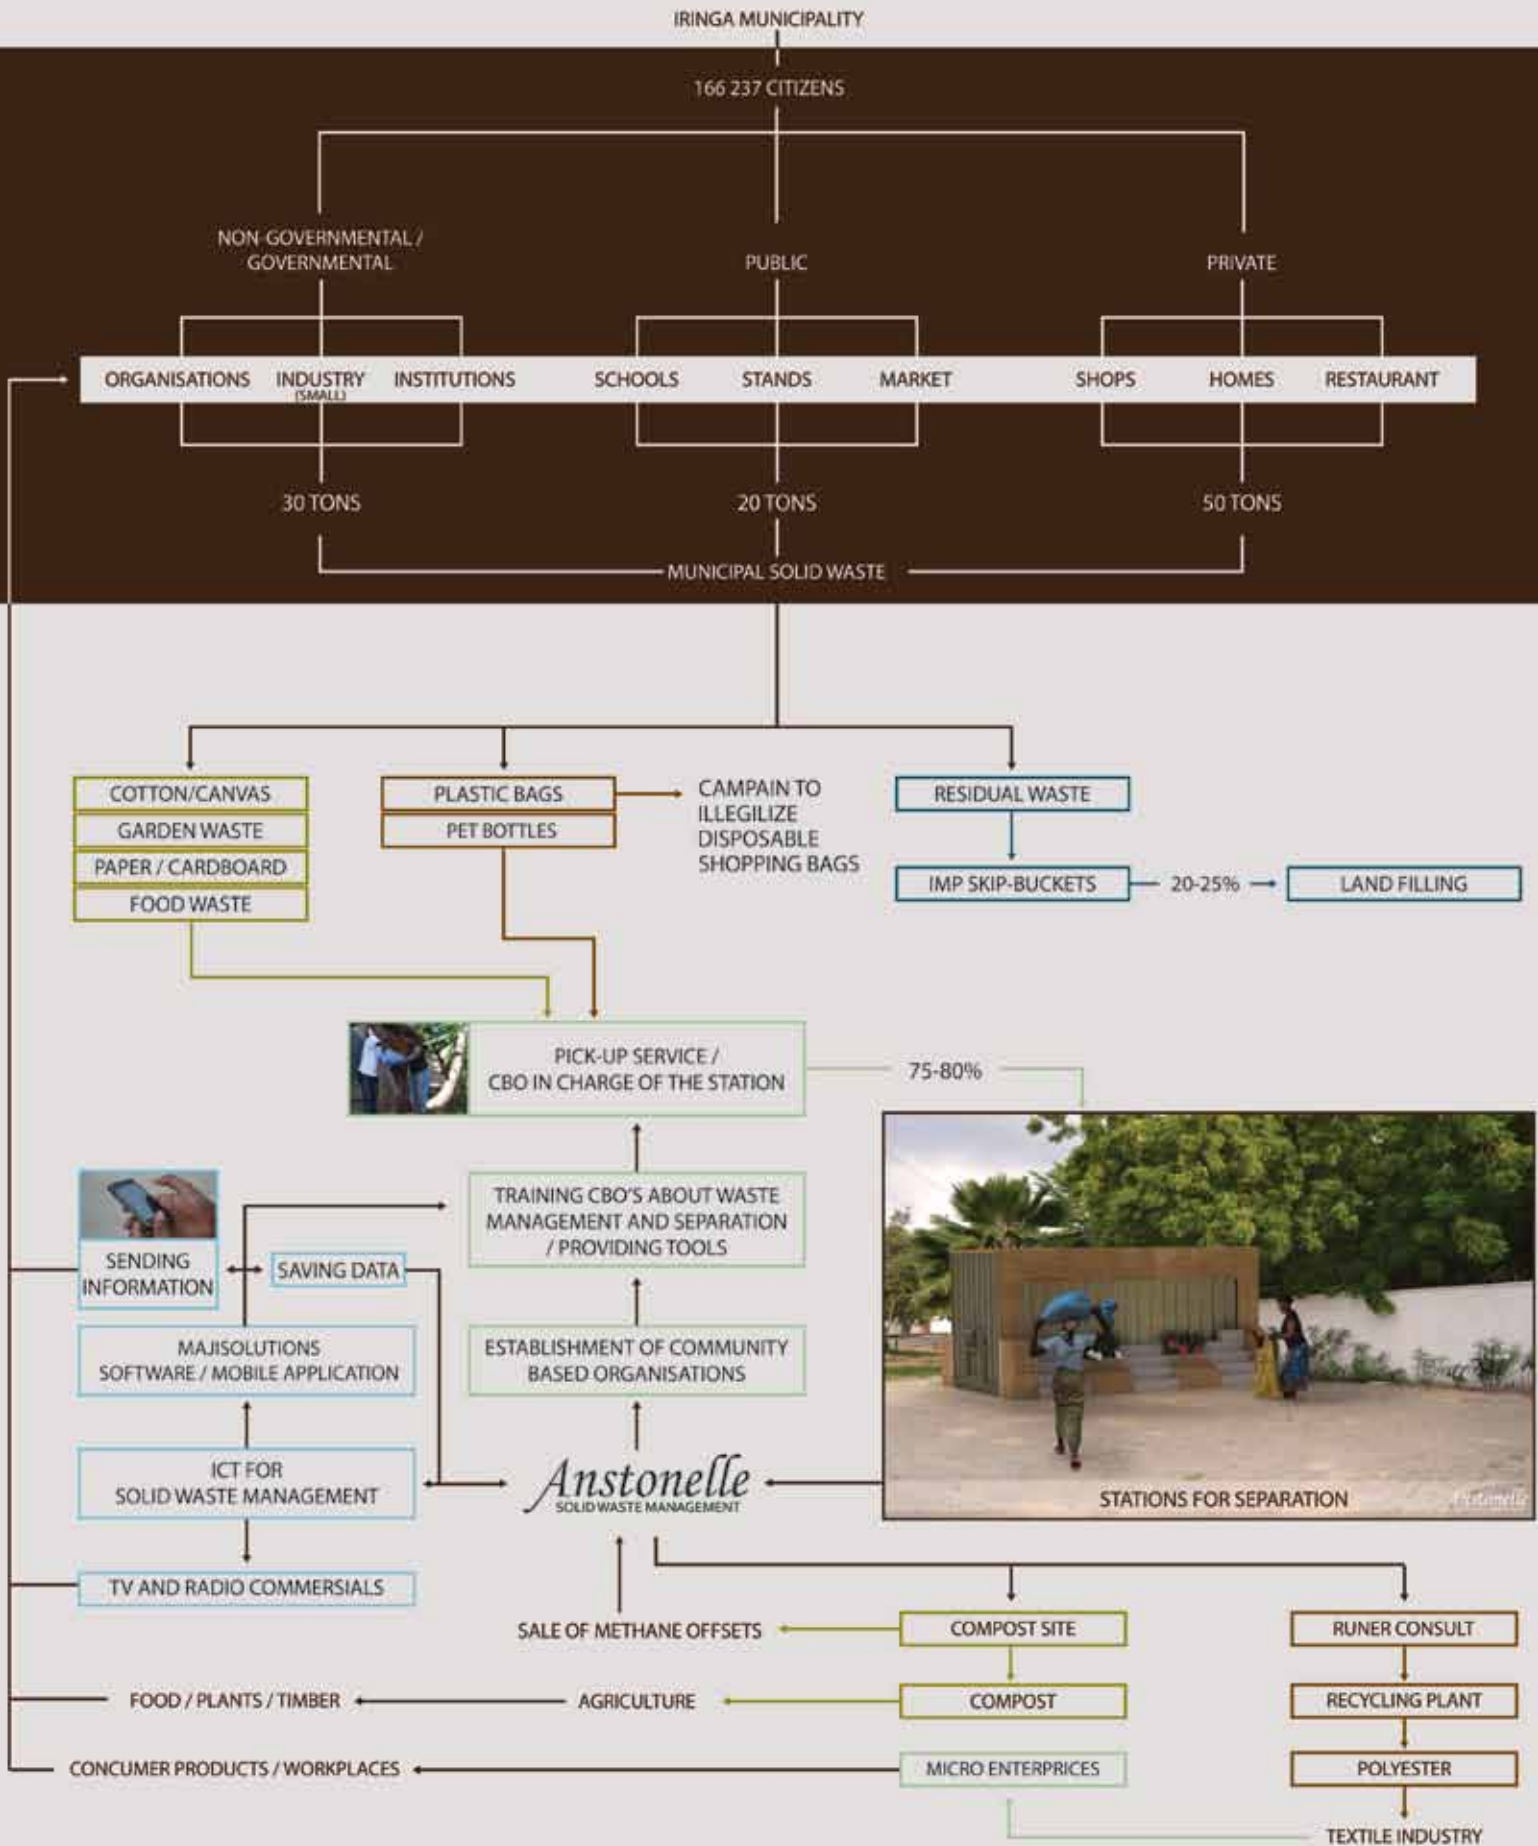 IRINGA MUNICIPALITY
166 237 CITIZENS
NON-GOVERNMENTAL /
GOVERNMENTAL
PUBLIC
PRIVATE
ORGANISATIONS
INDUSTRY
(SMALL)
INSTITUTIONS
SCHOOLS
STANDS
MARKET
SHOPS
HOMES
RESTAURANT
30 TONS
20 TONS
50 TONS
MUNICIPAL SOLID WASTE
COTTON/CANVAS
GARDEN WASTE
PAPER / CARDBOARD
FOOD WASTE
PLASTIC BAGS
PET BOTTLES
CAMPAIN TO
ILLEGILIZE
DISPOSABLE
SHOPPING BAGS
RESIDUAL WASTE
IMP SKIP-BUCKETS
20-25%
LAND FILLING
PICK-UP SERVICE /
CBO IN CHARGE OF THE STATION
75-80%
TRAINING CBO'S ABOUT WASTE
MANAGEMENT AND SEPARATION
/ PROVIDING TOOLS
SENDING
INFORMATION
SAVING DATA
MAJISOLUTIONS
SOFTWARE / MOBILE APPLICATION
ESTABLISHMENT OF COMMUNITY
BASED ORGANISATIONS
ICT FOR
SOLID WASTE MANAGEMENT
Anstonelle
SOLID WASTE MANAGEMENT
STATIONS FOR SEPARATION
Anstonelle
TV AND RADIO COMMERSIALS
SALE OF METHANE OFFSETS
COMPOST SITE
RUNER CONSULT
FOOD / PLANTS / TIMBER
AGRICULTURE
COMPOST
RECYCLING PLANT
CONCUMER PRODUCTS / WORKPLACES
MICRO ENTERPRICES
POLYESTER
TEXTILE INDUSTRY